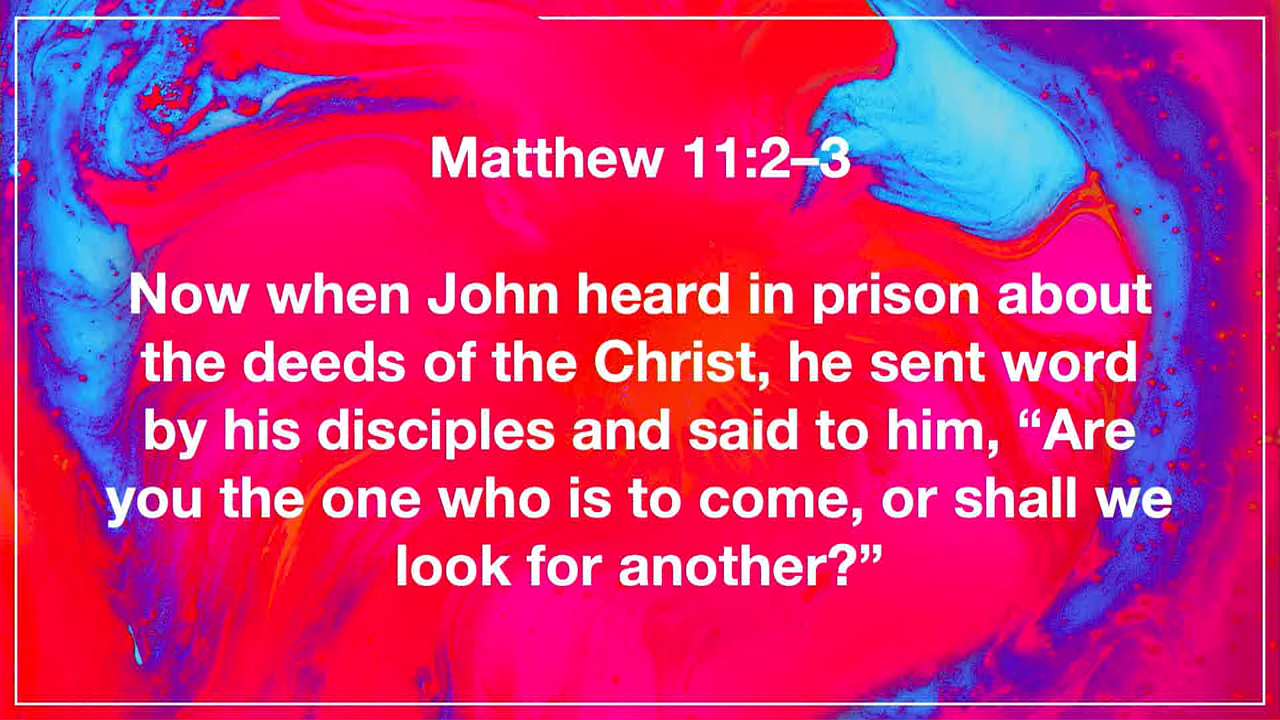 Matthew 11:2–3
Now when John heard in prison about
the deeds of the Christ, he sent word
by his disciples and said to him, “Are
you the one who is to come, or shall we
look for another?”